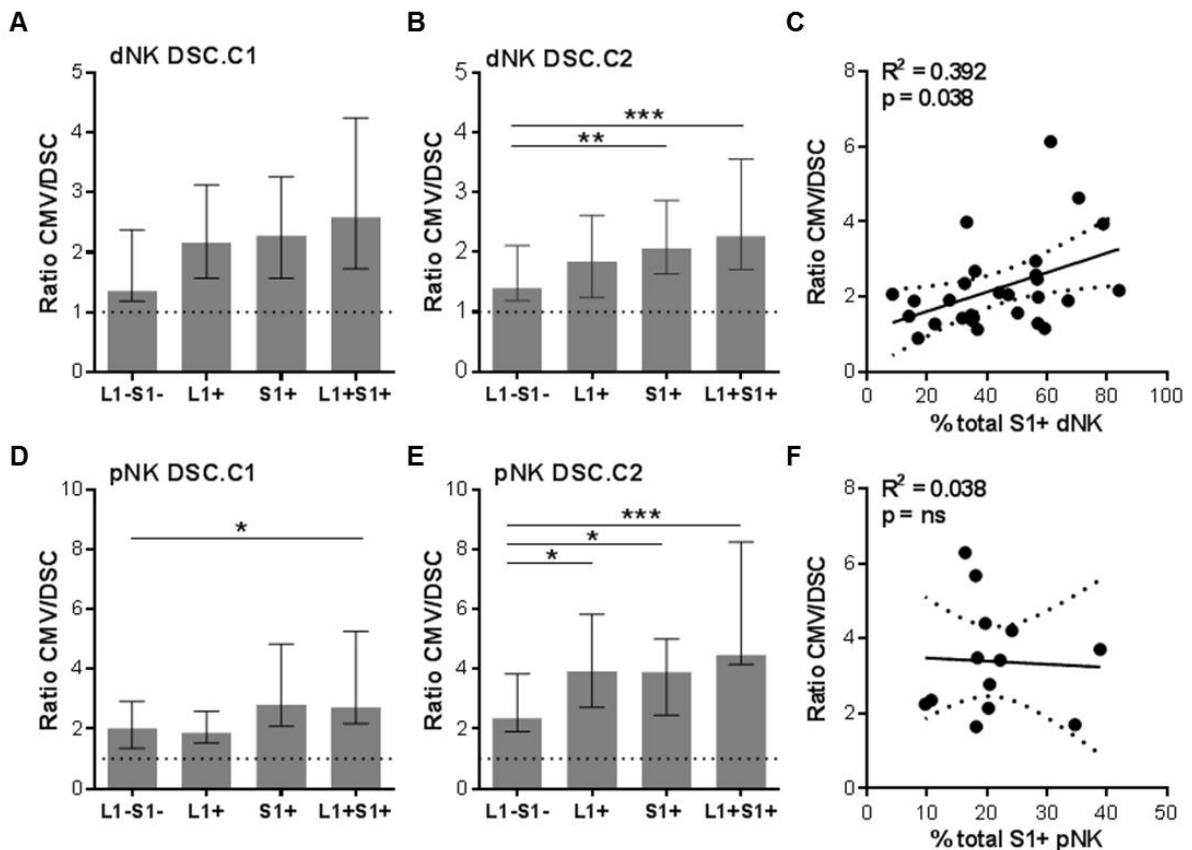 A
dNK DSC.C1
Ratio CMV/DSC
5
4
3
2
1
0
L1-S1- L1+ S1+ L1+S1+
B
dNK DSC.C2
Ratio CMV/DSC
5
4
3
2
1
0
***
**
L1-S1- L1+ S1+ L1+S1+
C
R² = 0.392
p = 0.038
Ratio CMV/DSC
8
6
4
2
0
0 20 40 60 80 100
% total S1+ dNK
D
pNK DSC.C1
Ratio CMV/DSC
10
8
6
4
2
0
*
L1-S1- L1+ S1+ L1+S1+
E
pNK DSC.C2
Ratio CMV/DSC
10
8
6
4
2
0
***
*
*
L1-S1- L1+ S1+ L1+S1+
F
R² = 0.038
p = ns
Ratio CMV/DSC
8
6
4
2
0
0 10 20 30 40 50
% total S1+ pNK